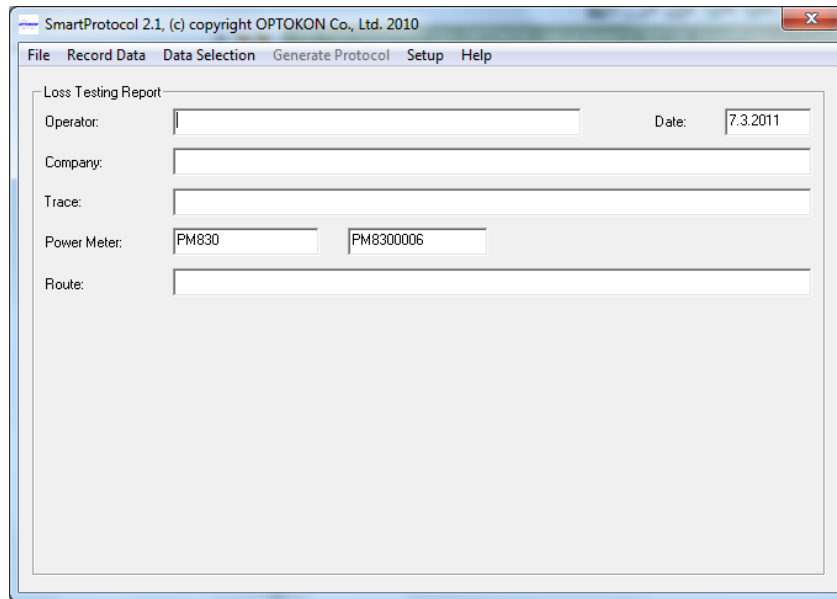 OPTOKON SmartProtocol 2.1, (c) copyright OPTOKON Co., Ltd. 2010
File Record Data Data Selection Generate Protocol Setup Help
Loss Testing Report
Operator: Date: 7.3.2011
Company:
Trace:
Power Meter: PM830 PM8300006
Route: